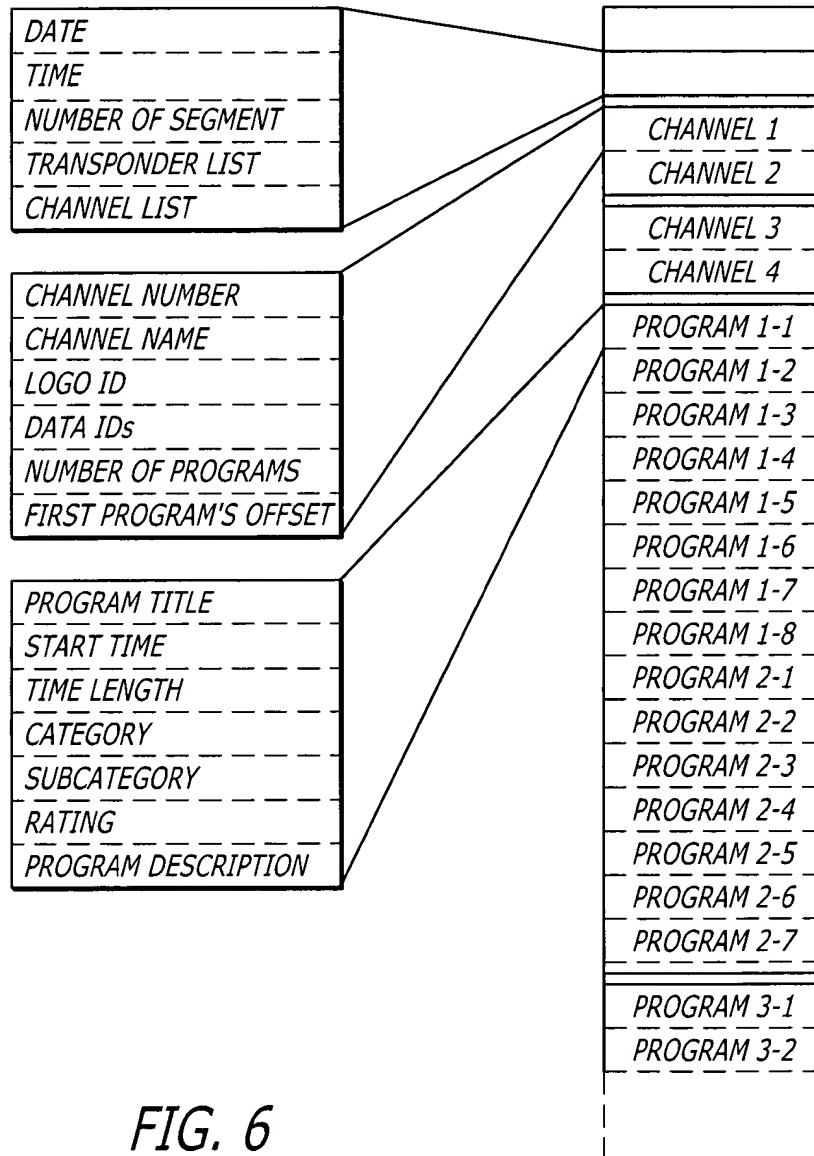 DATE
TIME
NUMBER OF SEGMENT
TRANSPONDER LIST
CHANNEL LIST
CHANNEL NUMBER
CHANNEL NAME
LOGO ID
DATA IDs
NUMBER OF PROGRAMS
FIRST PROGRAM'S OFFSET
PROGRAM TITLE
START TIME
TIME LENGTH
CATEGORY
SUBCATEGORY
RATING
PROGRAM DESCRIPTION
CHANNEL 1
CHANNEL 2
CHANNEL 3
CHANNEL 4
PROGRAM 1-1
PROGRAM 1-2
PROGRAM 1-3
PROGRAM 1-4
PROGRAM 1-5
PROGRAM 1-6
PROGRAM 1-7
PROGRAM 1-8
PROGRAM 2-1
PROGRAM 2-2
PROGRAM 2-3
PROGRAM 2-4
PROGRAM 2-5
PROGRAM 2-6
PROGRAM 2-7
PROGRAM 3-1
PROGRAM 3-2
FIG. 6